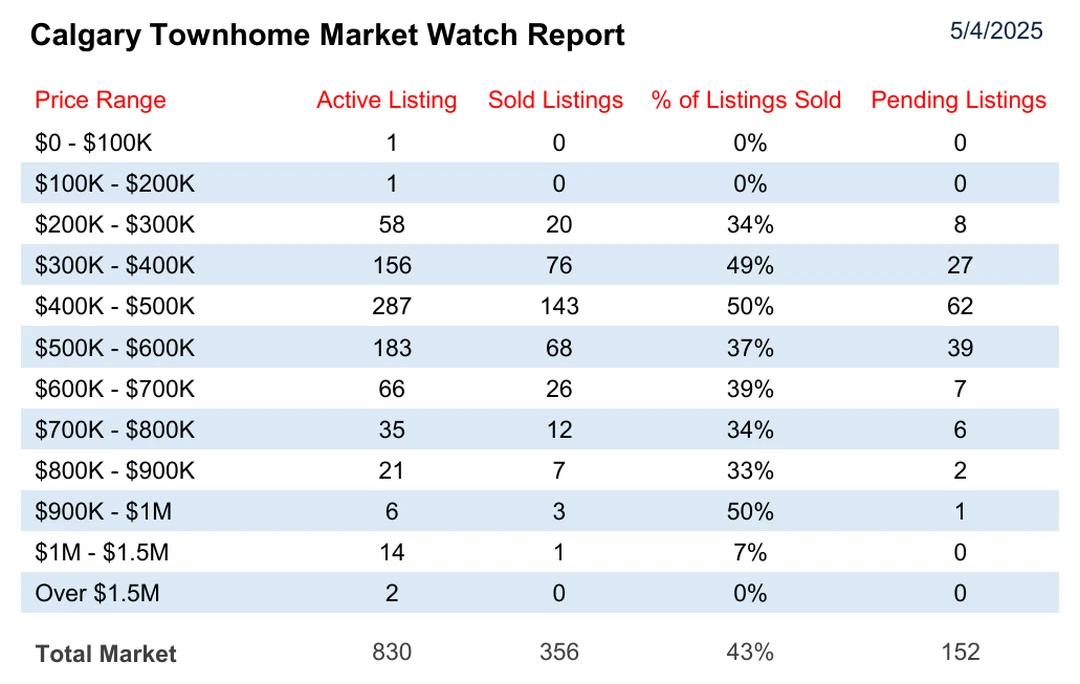 Calgary Townhome Market Watch Report 5/4/2025
Price Range Active Listing Sold Listings % of Listings Sold Pending Listings
$0 - $100K 1 0 0% 0
$100K - $200K 1 0 0% 0
$200K - $300K 58 20 34% 8
$300K - $400K 156 76 49% 27
$400K - $500K 287 143 50% 62
$500K - $600K 183 68 37% 39
$600K - $700K 66 26 39% 7
$700K - $800K 35 12 34% 6
$800K - $900K 21 7 33% 2
$900K - $1M 6 3 50% 1
$1M - $1.5M 14 1 7% 0
Over $1.5M 2 0 0% 0
Total Market 830 356 43% 152